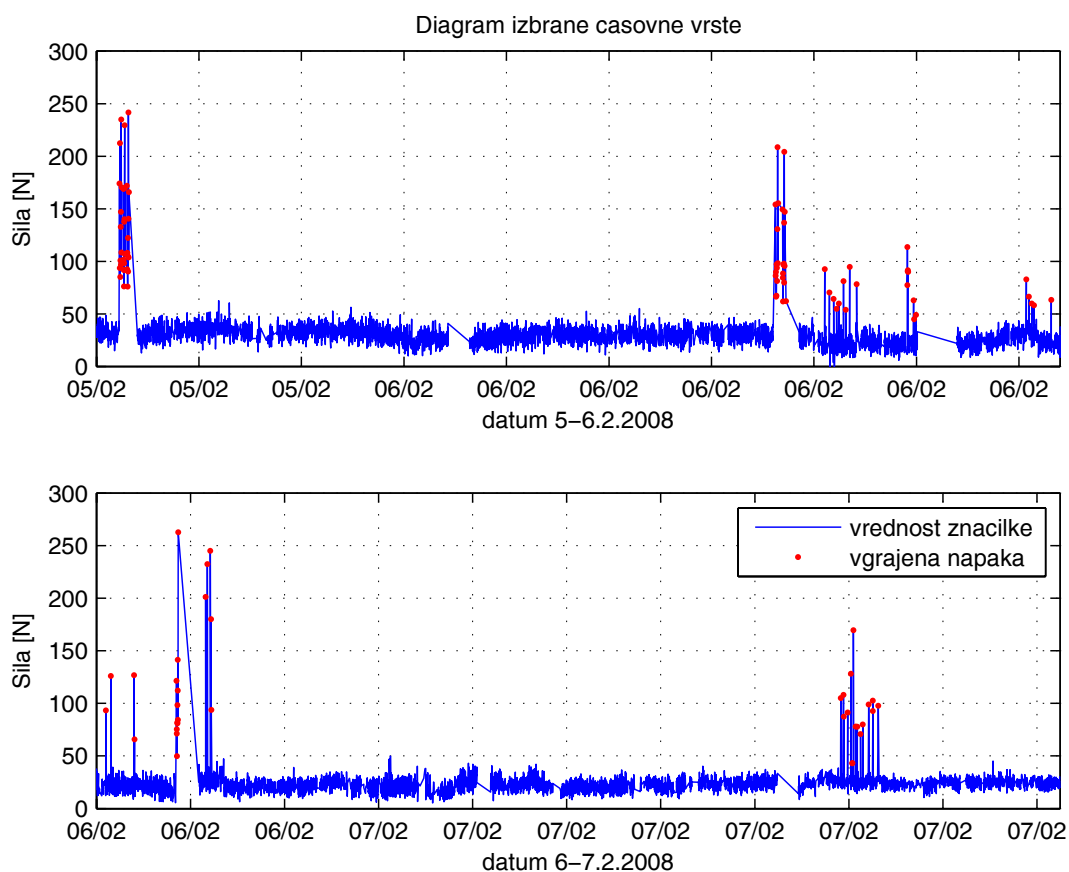 Diagram izbrane casovne vrste
300
250
200
150
100
50
0
Sila [N]
05/02 05/02 05/02 06/02 06/02 06/02 06/02 06/02 06/02 06/02
datum 5−6.2.2008
300
250
200
150
100
50
0
Sila [N]
vrednost znacilke
vgrajena napaka
06/02 06/02 06/02 07/02 07/02 07/02 07/02 07/02 07/02 07/02 07/02
datum 6−7.2.2008